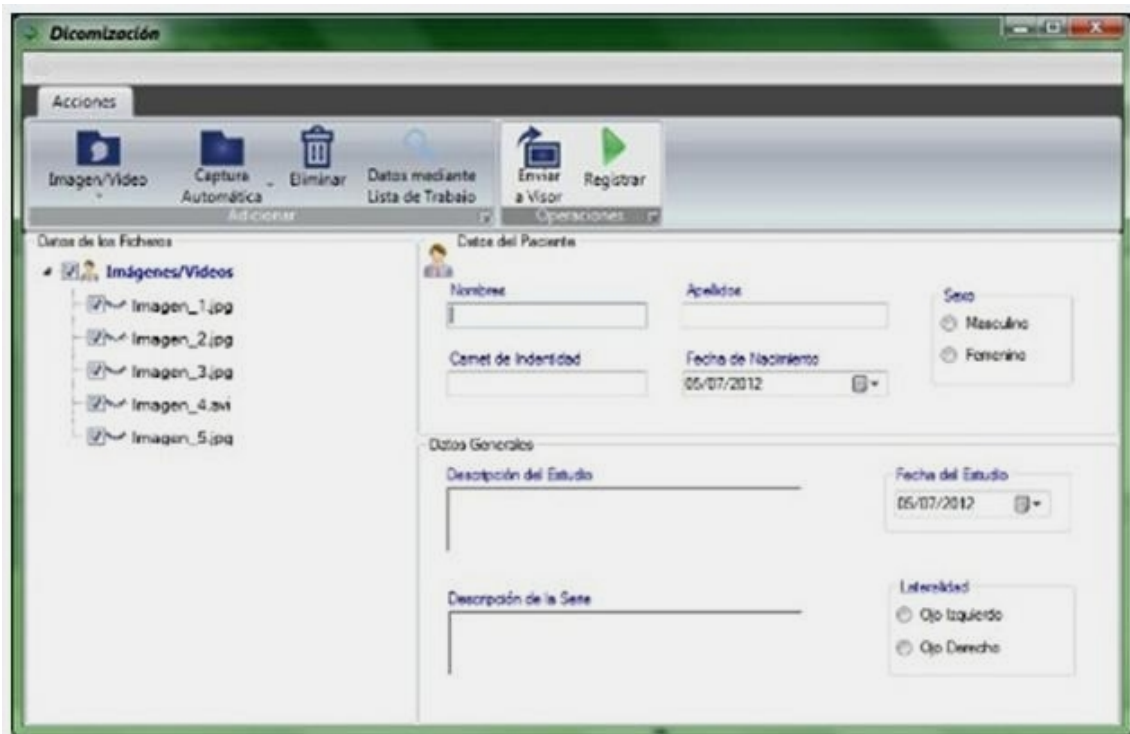 Dicomización
Acciones
Imagen/Video
Captura
Automática
Eliminar
Datos mediante
Lista de Trabajo
Enviar
a Visor
Registrar
Adicionar
Operaciones
Datos de los Ficheros
Imágenes/Videos
Imagen_1.jpg
Imagen_2.jpg
Imagen_3.jpg
Imagen_4.avi
Imagen_5.jpg
Datos del Paciente
Nombres
Apellidos
Sexo
Masculino
Femenino
Carnet de Indentidad
Fecha de Nacimiento
05/07/2012
Datos Generales
Descripción del Estudio
Fecha del Estudio
05/07/2012
Descripción de la Serie
Lateralidad
Ojo Izquierdo
Ojo Derecho